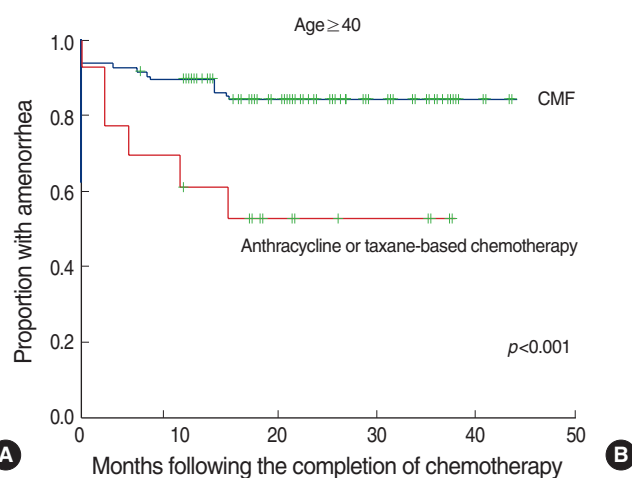 Age≥40
1.0
0.8
0.6
0.4
0.2
0.0
Proportion with amenorrhea
CMF
Anthracycline or taxane-based chemotherapy
p<0.001
0 10 20 30 40 50
Months following the completion of chemotherapy
A
B